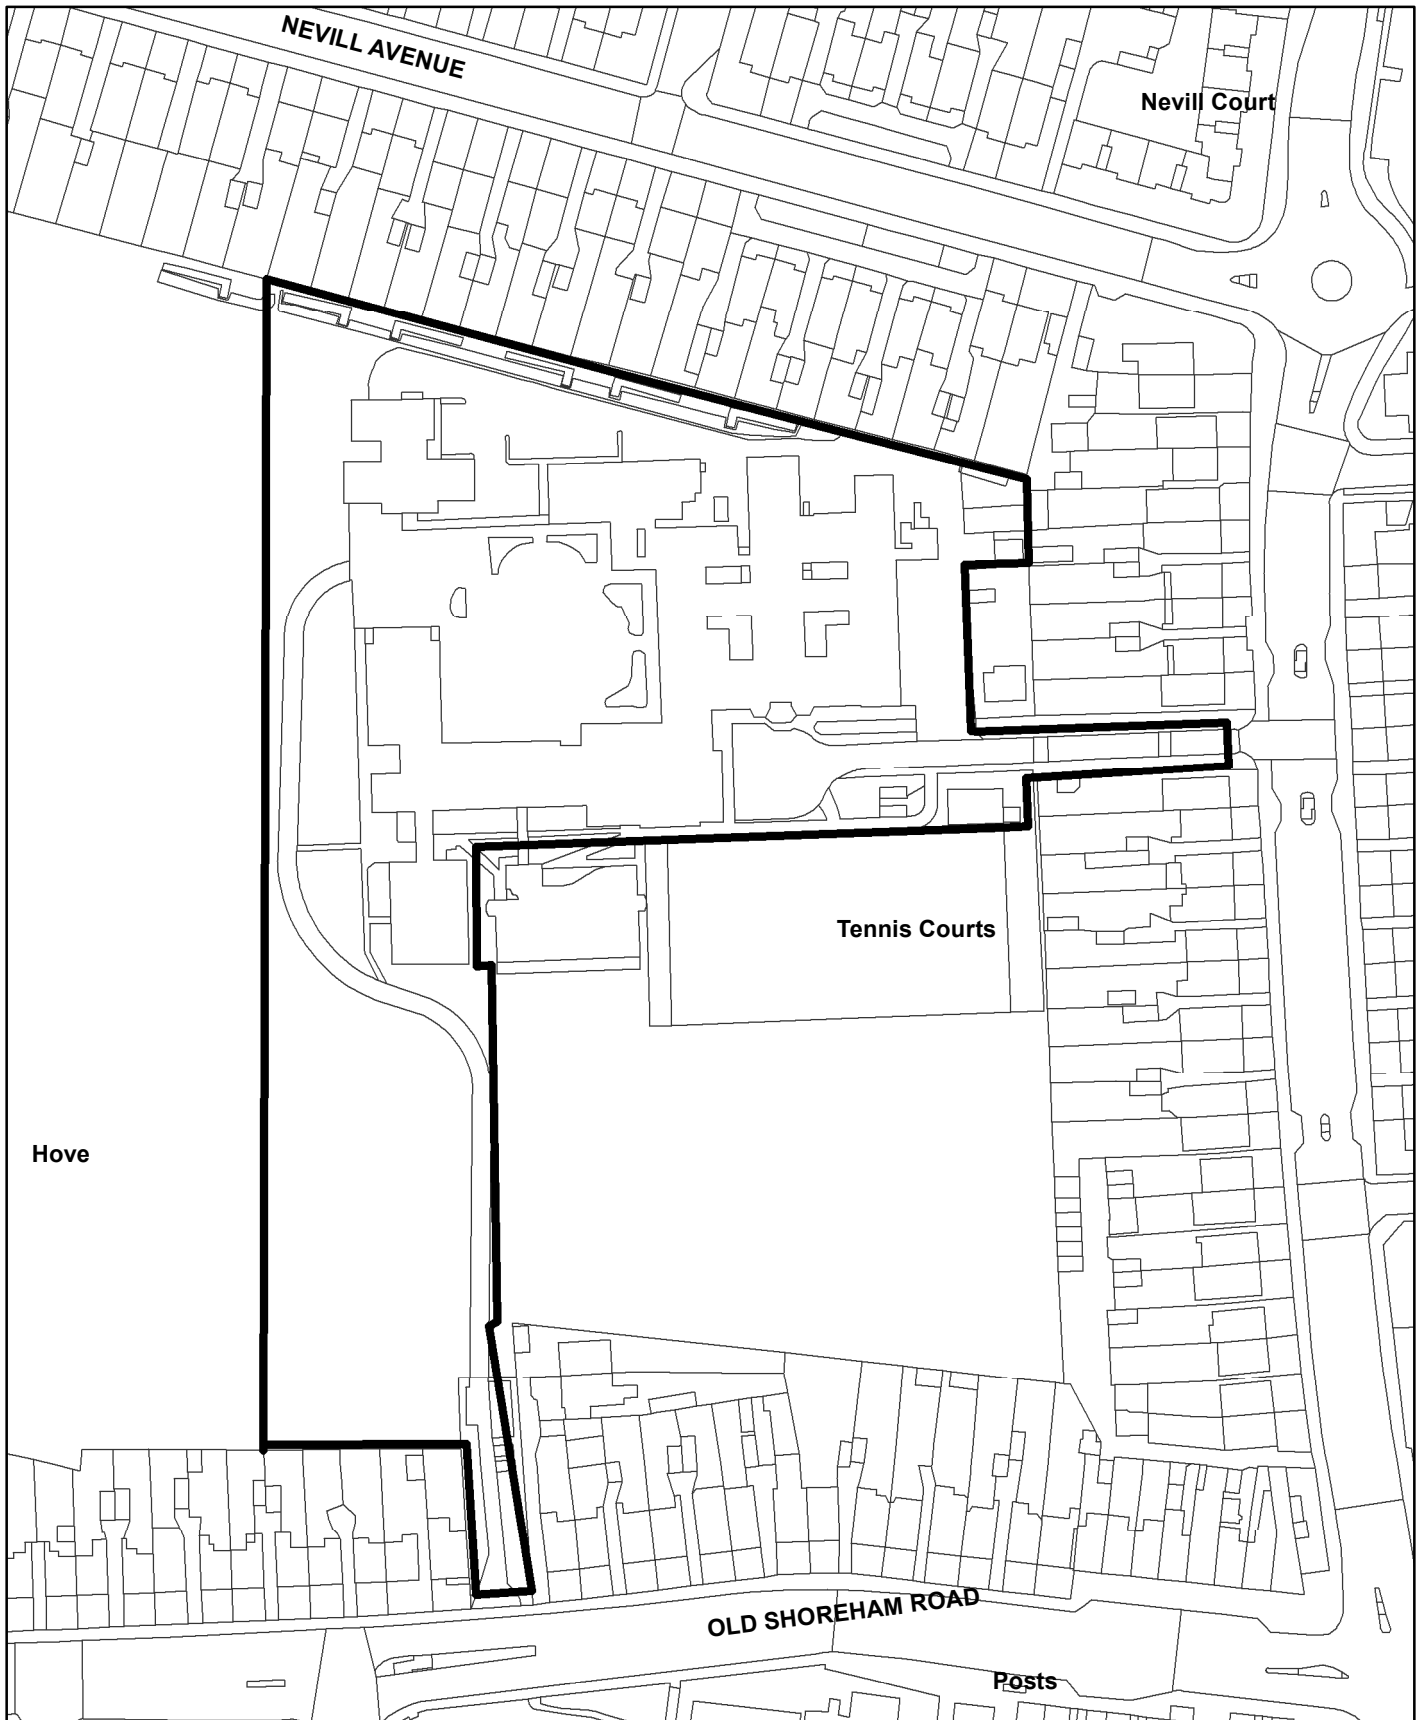 NEVILL AVENUE
Nevill Court
Tennis Courts
Hove
OLD SHOREHAM ROAD
Posts